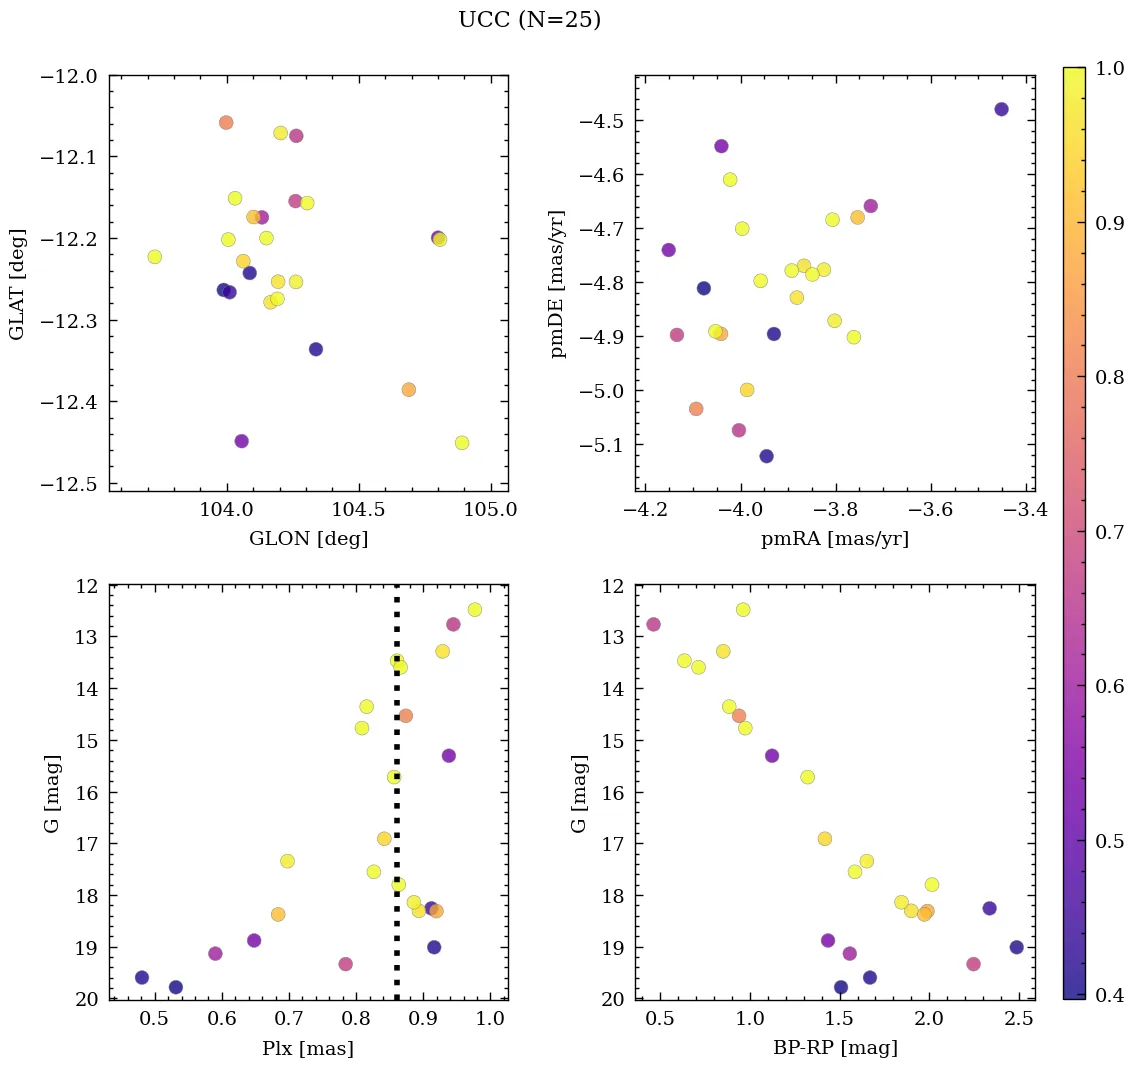 UCC (N=25)
−12.0
−12.1
−12.2
−12.3
−12.4
−12.5
GLAT [deg]
104.0 104.5 105.0
GLON [deg]
−4.5
−4.6
−4.7
−4.8
−4.9
−5.0
−5.1
pmDE [mas/yr]
−4.2 −4.0 −3.8 −3.6 −3.4
pmRA [mas/yr]
12
13
14
15
16
17
18
19
20
G [mag]
0.5 0.6 0.7 0.8 0.9 1.0
Plx [mas]
12
13
14
15
16
17
18
19
20
G [mag]
0.5 1.0 1.5 2.0 2.5
BP-RP [mag]
1.0
0.9
0.8
0.7
0.6
0.5
0.4